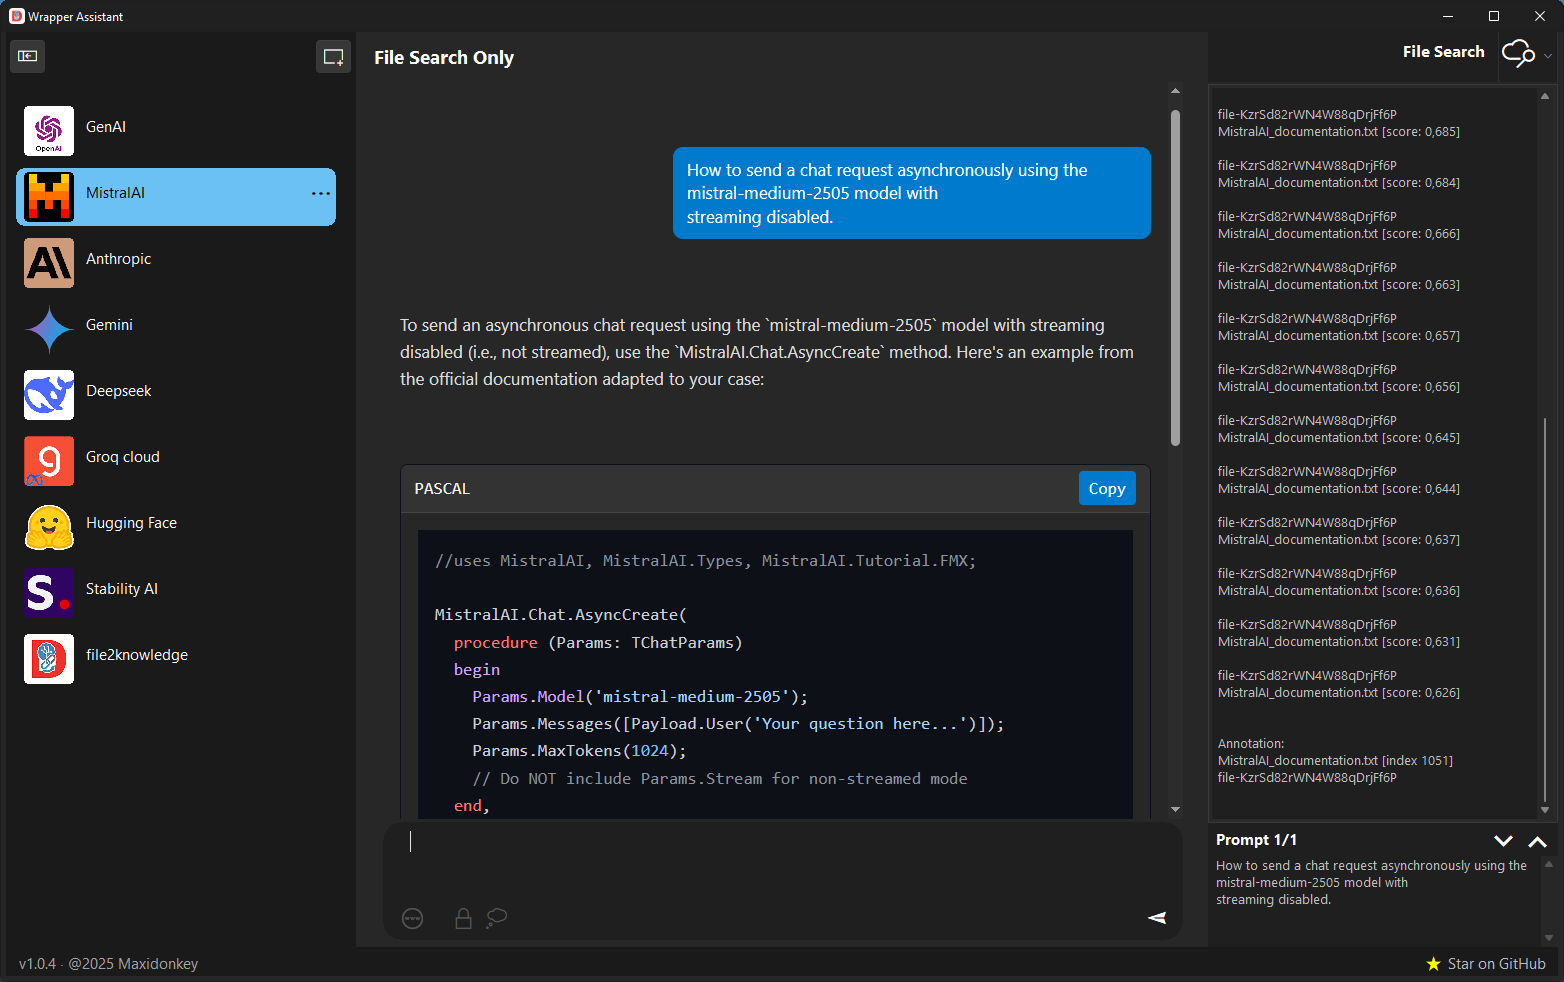 Wrapper Assistant
OpenAI
GenAI
MistralAI
Anthropic
Gemini
Deepseek
Groq cloud
Hugging Face
Stability AI
file2knowledge
File Search Only
How to send a chat request asynchronously using the
mistral-medium-2505 model with
streaming disabled.
To send an asynchronous chat request using the `mistral-medium-2505` model with streaming
disabled (i.e., not streamed), use the `MistralAI.Chat.AsyncCreate` method. Here's an example from
the official documentation adapted to your case:
PASCAL
Copy
//uses MistralAI, MistralAI.Types, MistralAI.Tutorial.FMX;
MistralAI.Chat.AsyncCreate(
procedure (Params: TChatParams)
begin
Params.Model('mistral-medium-2505');
Params.Messages([Payload.User('Your question here...')]);
Params.MaxTokens(1024);
// Do NOT include Params.Stream for non-streamed mode
end,
File Search
file-KzrSd82rWN4W88qDrjFf6P
MistralAI_documentation.txt [score: 0,685]
file-KzrSd82rWN4W88qDrjFf6P
MistralAI_documentation.txt [score: 0,684]
file-KzrSd82rWN4W88qDrjFf6P
MistralAI_documentation.txt [score: 0,666]
file-KzrSd82rWN4W88qDrjFf6P
MistralAI_documentation.txt [score: 0,663]
file-KzrSd82rWN4W88qDrjFf6P
MistralAI_documentation.txt [score: 0,657]
file-KzrSd82rWN4W88qDrjFf6P
MistralAI_documentation.txt [score: 0,656]
file-KzrSd82rWN4W88qDrjFf6P
MistralAI_documentation.txt [score: 0,645]
file-KzrSd82rWN4W88qDrjFf6P
MistralAI_documentation.txt [score: 0,644]
file-KzrSd82rWN4W88qDrjFf6P
MistralAI_documentation.txt [score: 0,637]
file-KzrSd82rWN4W88qDrjFf6P
MistralAI_documentation.txt [score: 0,636]
file-KzrSd82rWN4W88qDrjFf6P
MistralAI_documentation.txt [score: 0,631]
file-KzrSd82rWN4W88qDrjFf6P
MistralAI_documentation.txt [score: 0,626]
Annotation:
MistralAI_documentation.txt [index 1051]
file-KzrSd82rWN4W88qDrjFf6P
Prompt 1/1
How to send a chat request asynchronously using the
mistral-medium-2505 model with
streaming disabled.
v1.0.4 · @2025 Maxidonkey
Star on GitHub